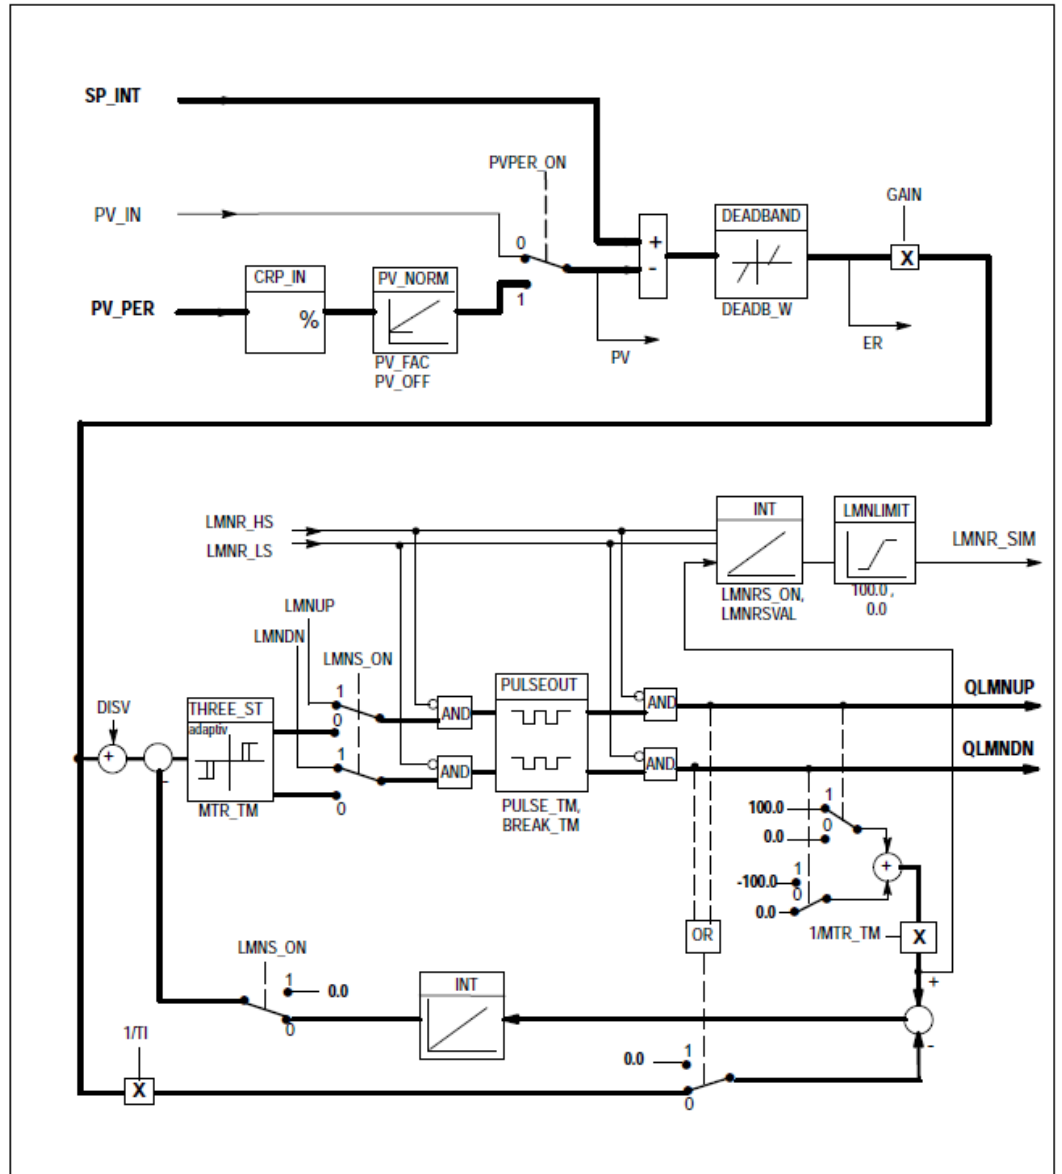 SP_INT
PVPER_ON
GAIN
PV_IN
0
+
-
DEADBAND
X
CRP_IN
PV_NORM
1
PV_PER
%
DEADB_W
ER
PV
PV_FAC
PV_OFF
INT
LMNLIMIT
LMNR_HS
LMNR_LS
LMNR_SIM
LMNRS_ON,
LMNRSVAL
100.0 ,
0.0
LMNUP
LMNDN
LMNS_ON
PULSEOUT
QLMNUP
1
AND
AND
DISV
THREE_ST
adaptiv
0
+
-
1
AND
AND
QLMNDN
0
MTR_TM
PULSE_TM,
BREAK_TM
1
100.0
0
0.0
+
1
-100.0
0
0.0
OR
1/MTR_TM
X
LMNS_ON
INT
+
1
0.0
0
-
1/TI
1
0.0
X
0